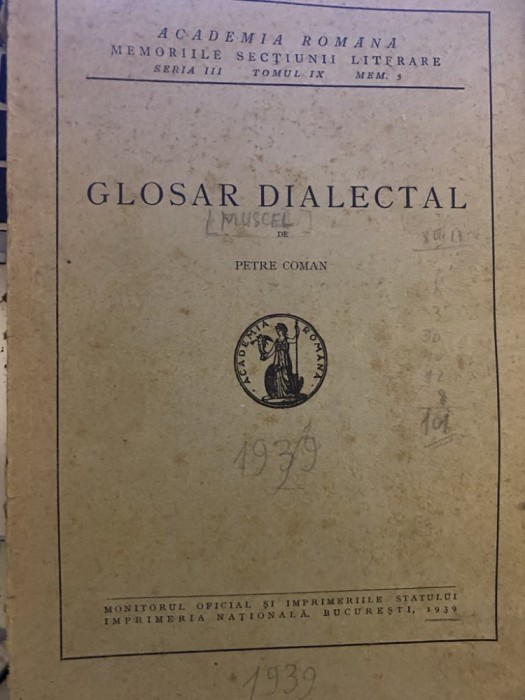 ACADEMIA ROMÂNĂ
MEMORIILE SECȚIUNII LITERARE
SERIA III TOMUL IX MEM. 5
GLOSAR DIALECTAL
[MUSCEL]
DE
PETRE COMAN
ACADEMIA ROMANA
1939
MONITORUL OFICIAL ȘI IMPRIMERIILE STATULUI
IMPRIMERIA NAȚIONALĂ, BUCUREȘTI, 1939
1939